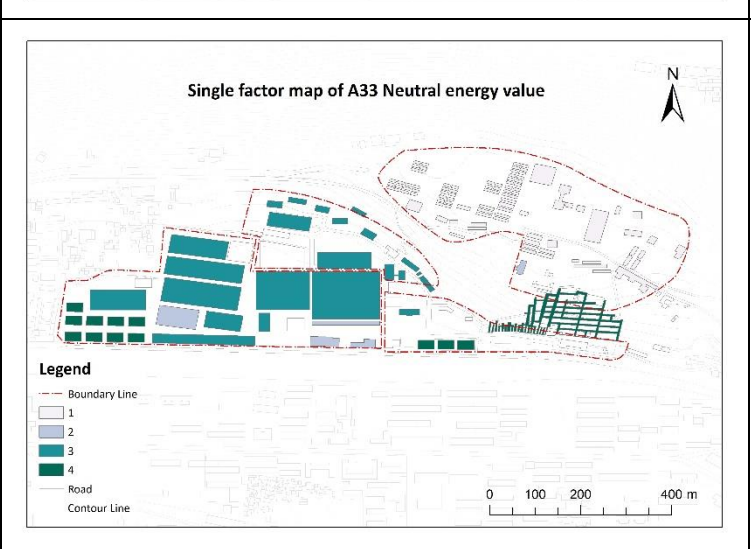 Single factor map of A33 Neutral energy value
N
Legend
Boundary Line
1
2
3
4
Road
Contour Line
0 100 200 400 m